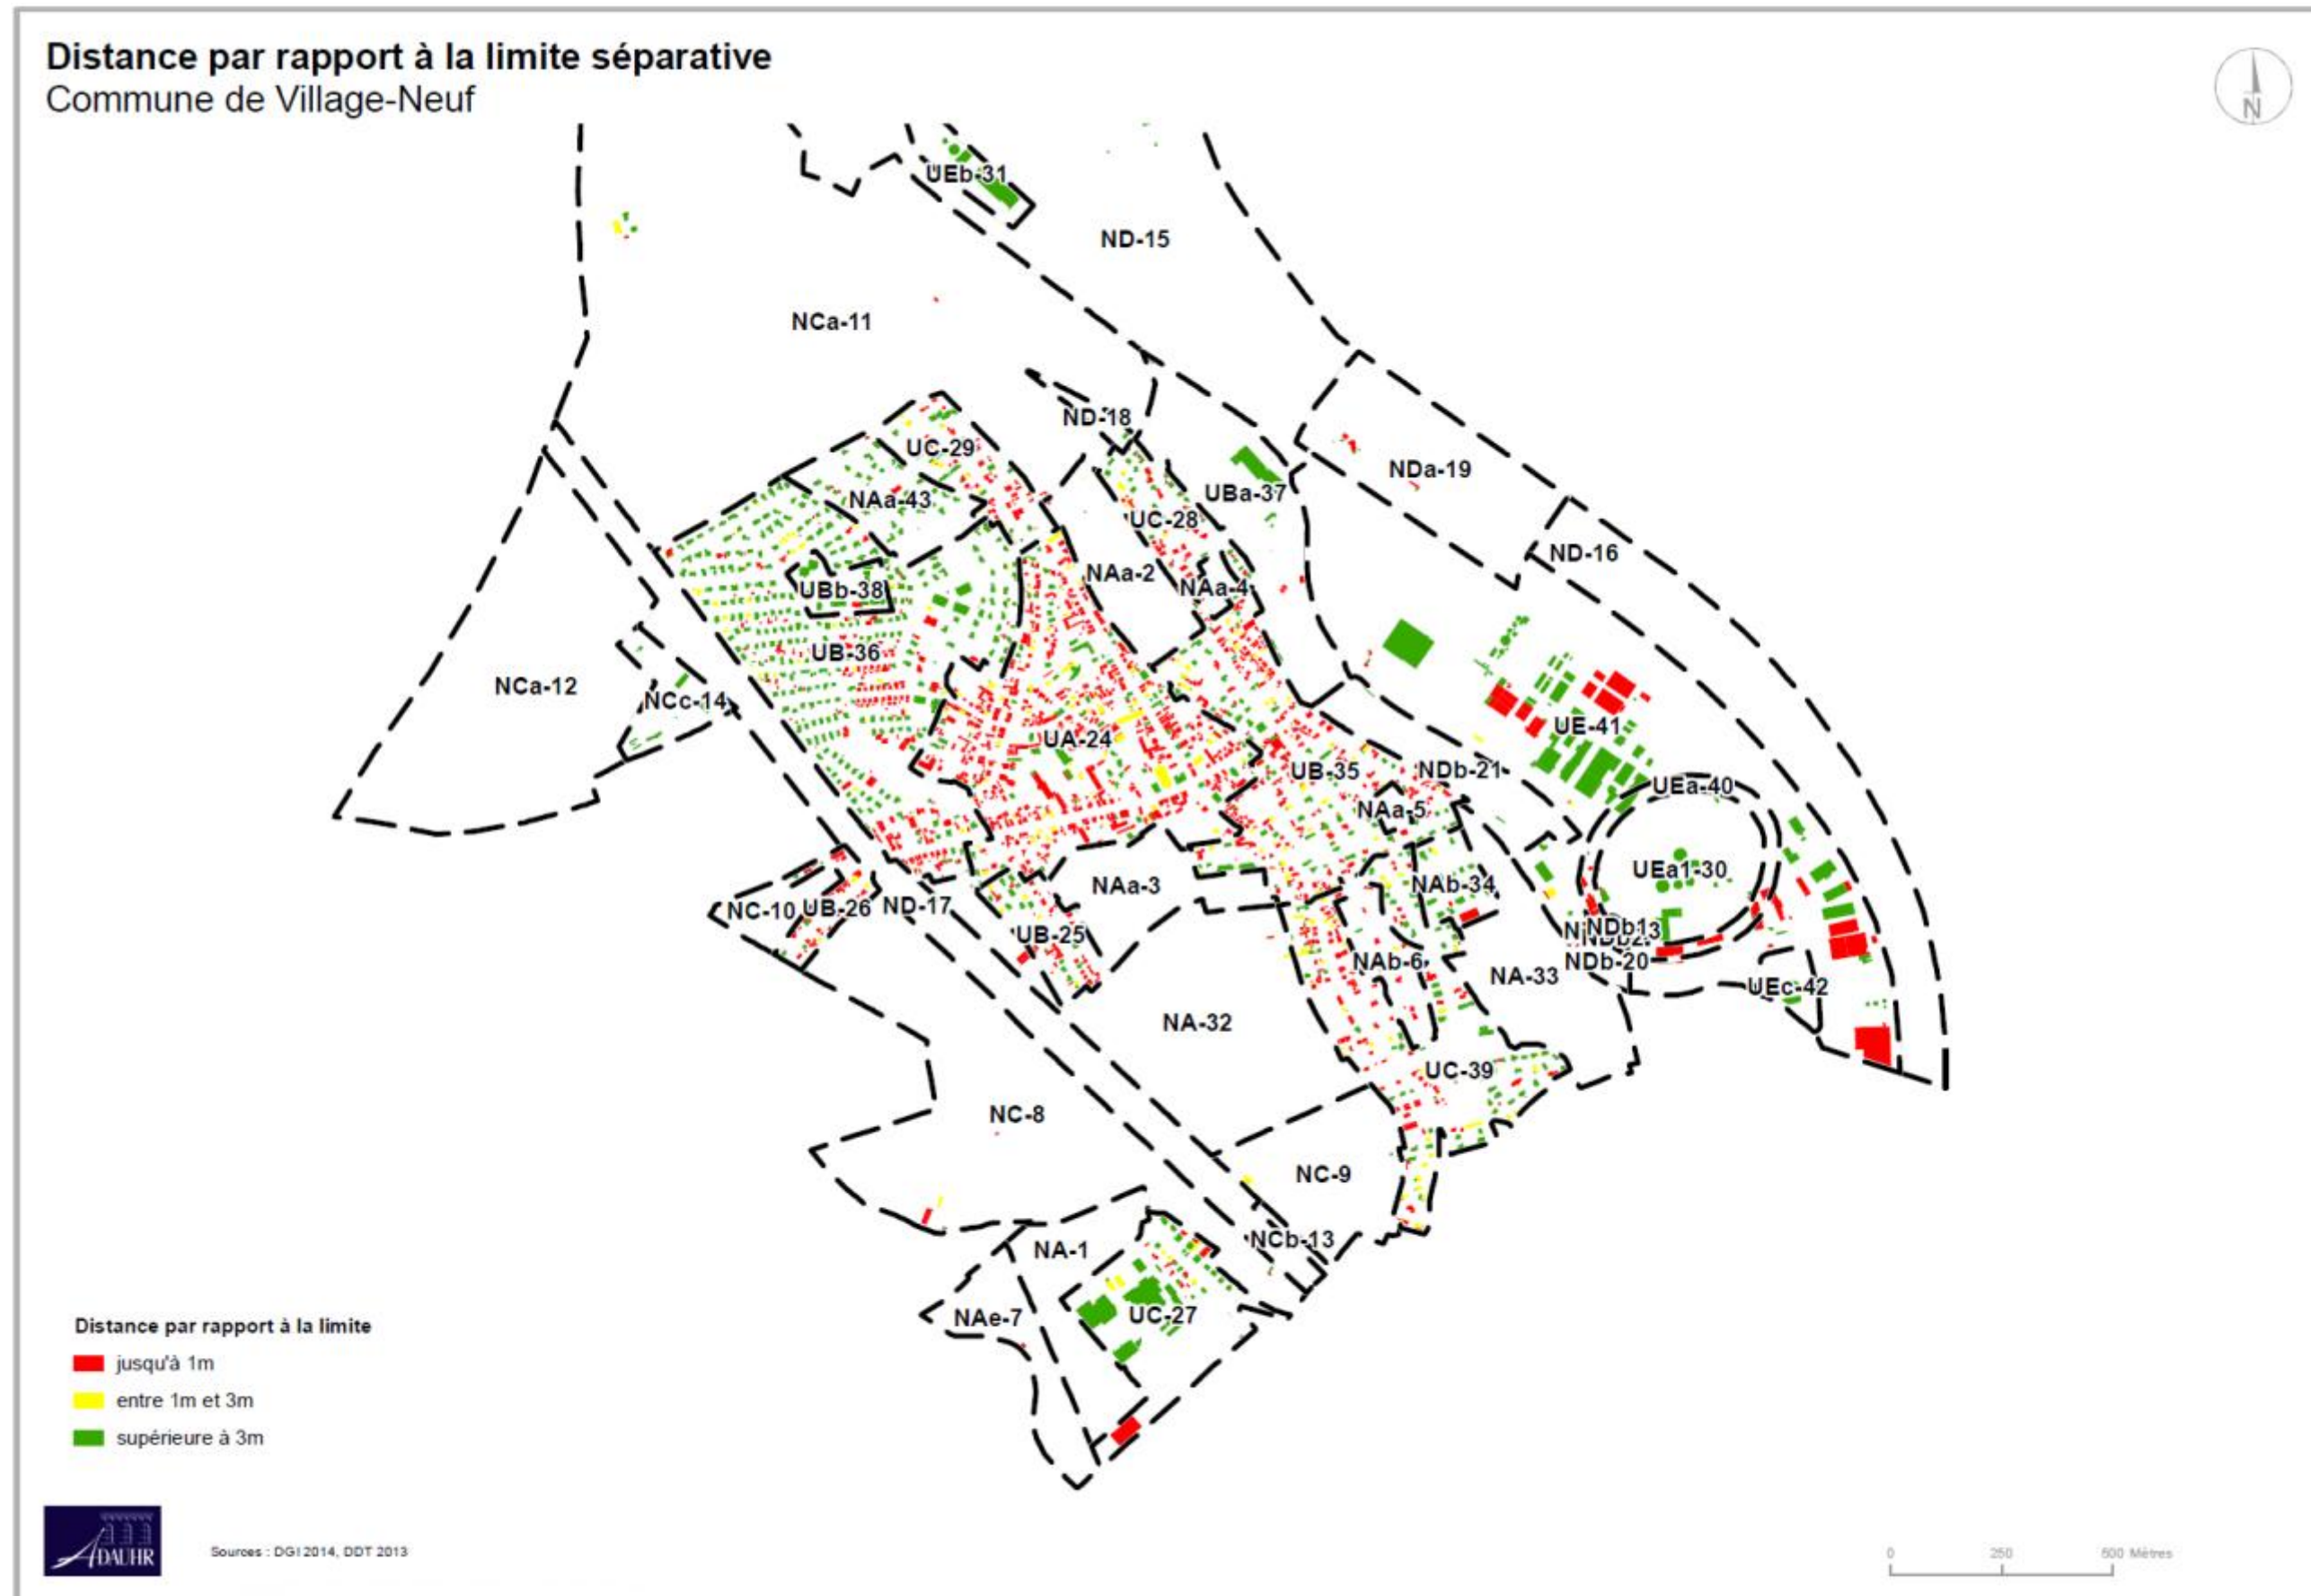 Distance par rapport à la limite séparative
Commune de Village-Neuf
N
UEb-31
ND-15
NCa-11
ND-18
UC-29
NDa-19
NAa-43
UBa-37
UC-28
ND-16
NAa-2
NAa-4
UBb-38
UB-36
NCa-12
NCc-14
UE-41
UA-24
UB-35
NDb-21
UEa-40
NAa-5
UEa1-30
NAa-3
NAb-34
NC-10
UB-26
ND-17
UB-25
NDb-20
NAb-6
NA-33
UEc-42
NA-32
UC-39
NC-8
NC-9
NCb-13
NA-1
NAe-7
UC-27
Distance par rapport à la limite
jusqu'à 1m
entre 1m et 3m
supérieure à 3m
ADAUHR
Sources : DGI 2014, DDT 2013
0 250 500 Mètres